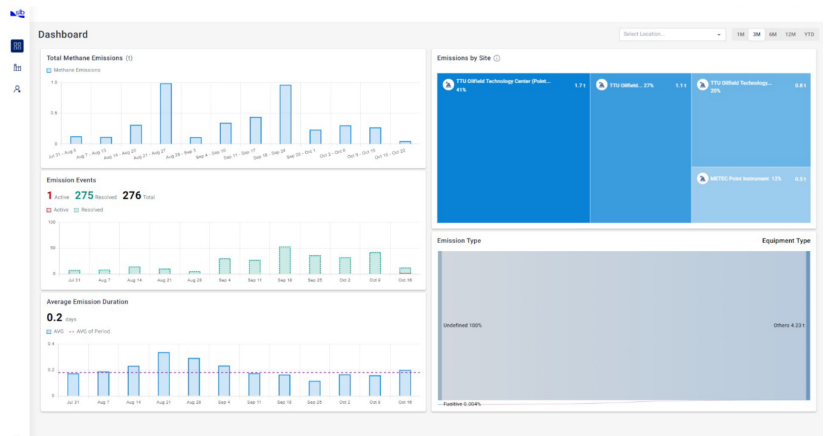 slb
Dashboard
Select Location...
1M 3M 6M 12M YTD
Total Methane Emissions (t)
Methane Emissions
1.0
0.5
0
Jul 31 - Aug 6
Aug 7 - Aug 13
Aug 14 - Aug 20
Aug 21 - Aug 27
Aug 28 - Sep 3
Sep 4 - Sep 10
Sep 11 - Sep 17
Sep 18 - Sep 24
Sep 25 - Oct 1
Oct 2 - Oct 8
Oct 9 - Oct 15
Oct 16 - Oct 22
Emission Events
1 Active 275 Resolved 276 Total
Active Resolved
100
50
0
Jul 31 Aug 7 Aug 14 Aug 21 Aug 28 Sep 4 Sep 11 Sep 18 Sep 25 Oct 2 Oct 9 Oct 16
Average Emission Duration
0.2 days
AVG AVG of Period
0.4
0.2
0
Jul 31 Aug 7 Aug 14 Aug 21 Aug 28 Sep 4 Sep 11 Sep 18 Sep 25 Oct 2 Oct 9 Oct 16
Emissions by Site
TTU Oilfield Technology Center (Point... 1.7 t
41%
TTU Oilfield... 27% 1.1 t
TTU Oilfield Technology... 0.8 t
20%
METEC Point Instrument 12% 0.5 t
Emission Type Equipment Type
Undefined 100% Others 4.23 t
Fugitive 0.004%